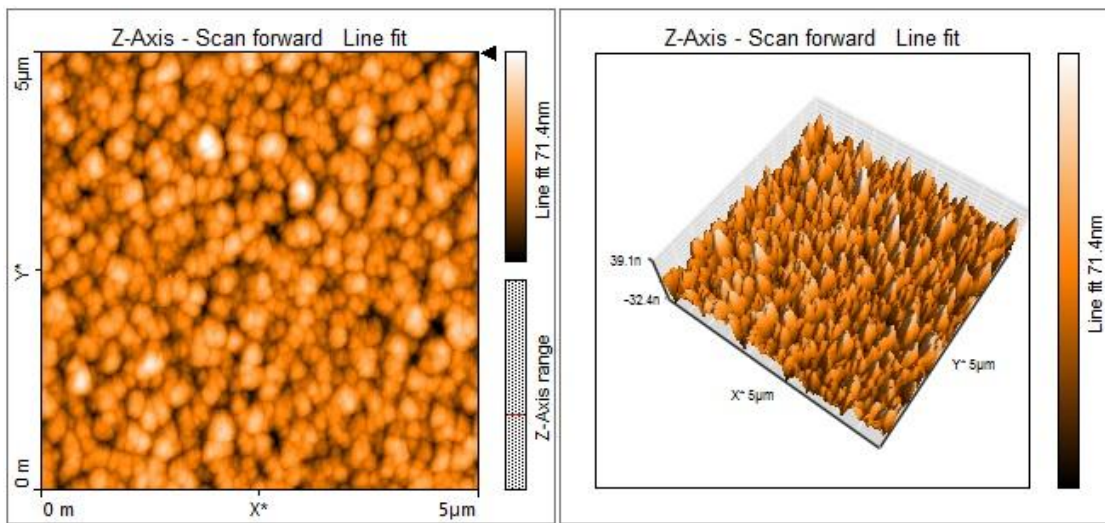 Z-Axis - Scan forward Line fit
5µm
Y*
0 m
0 m
X*
5µm
Line fit 71.4nm
Z-Axis range
Z-Axis - Scan forward Line fit
39.1n
-32.4n
X* 5µm
Y* 5µm
Line fit 71.4nm